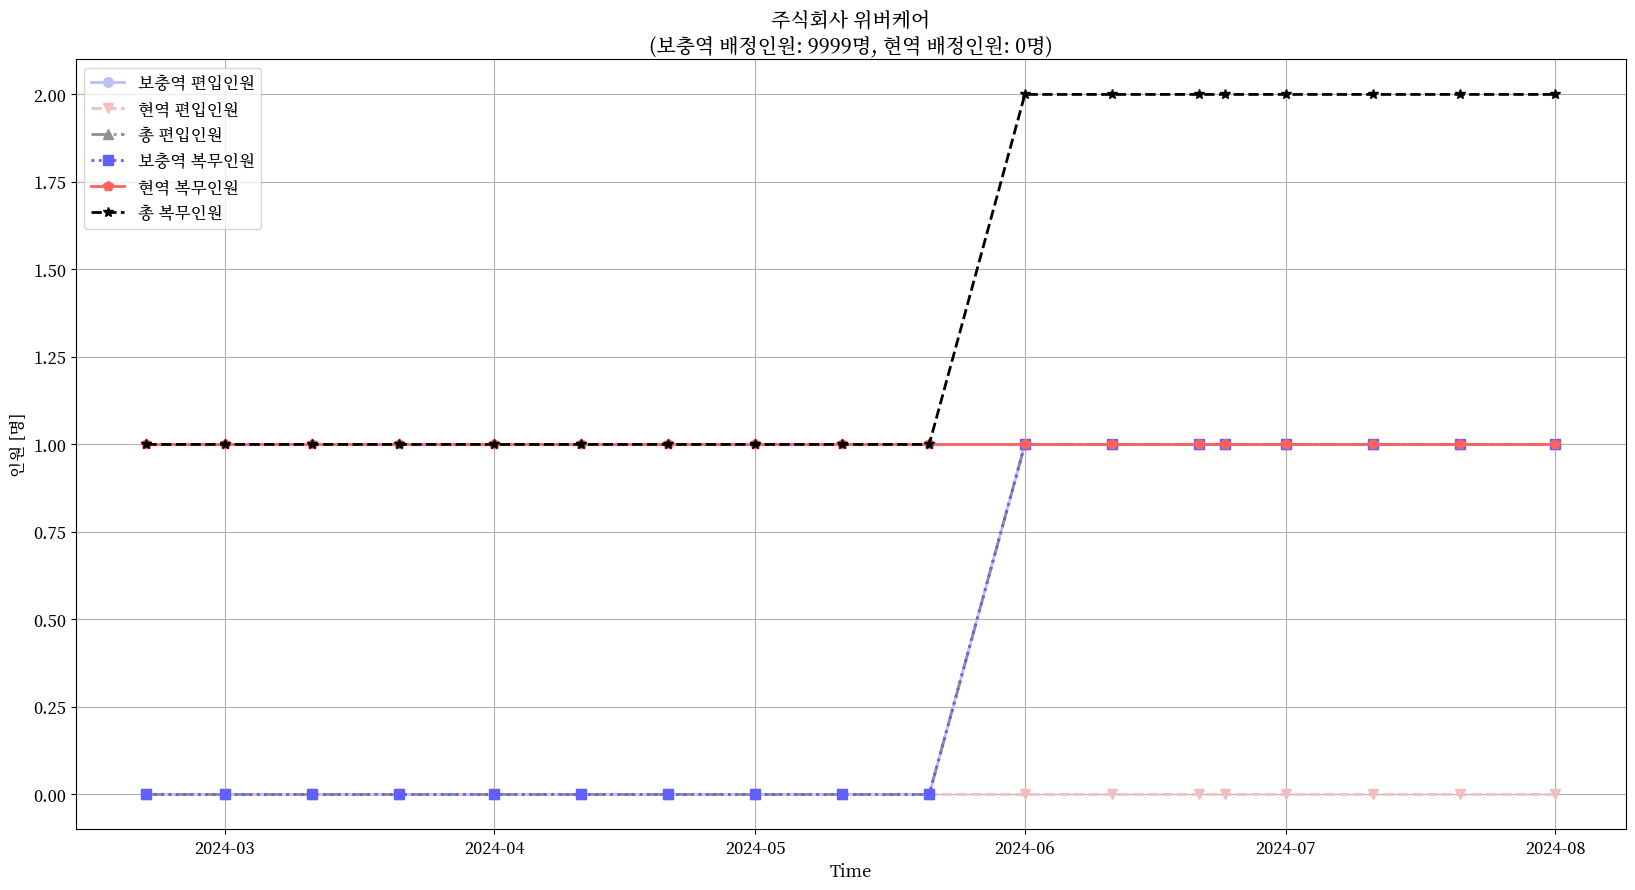 주식회사 위버케어
(보충역 배정인원: 9999명, 현역 배정인원: 0명)
보충역 편입인원
현역 편입인원
총 편입인원
보충역 복무인원
현역 복무인원
총 복무인원
2.00
1.75
1.50
1.25
1.00
0.75
0.50
0.25
0.00
인원 [명]
2024-03 2024-04 2024-05 2024-06 2024-07 2024-08
Time